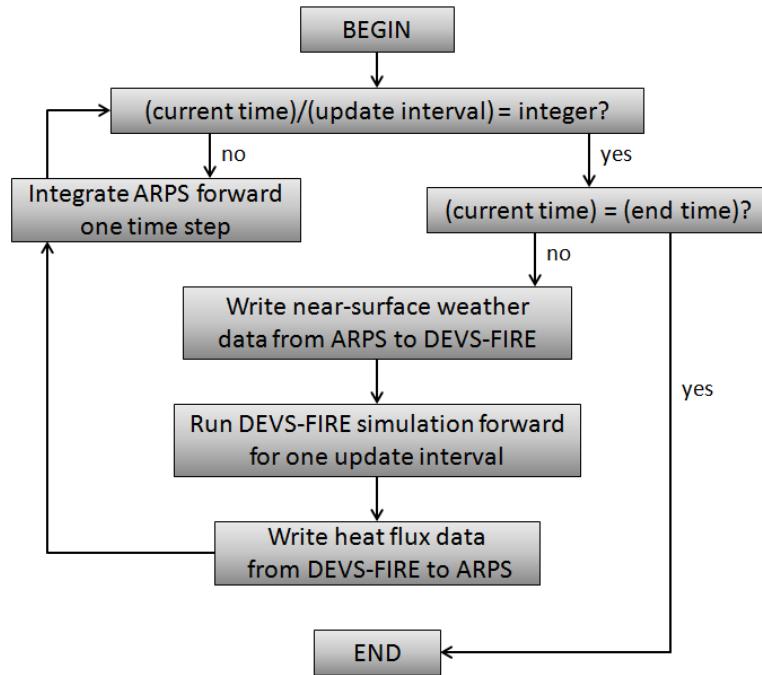 BEGIN
(current time)/(update interval) = integer?
no
yes
Integrate ARPS forward
one time step
(current time) = (end time)?
no
Write near-surface weather
data from ARPS to DEVS-FIRE
yes
Run DEVS-FIRE simulation forward
for one update interval
Write heat flux data
from DEVS-FIRE to ARPS
END